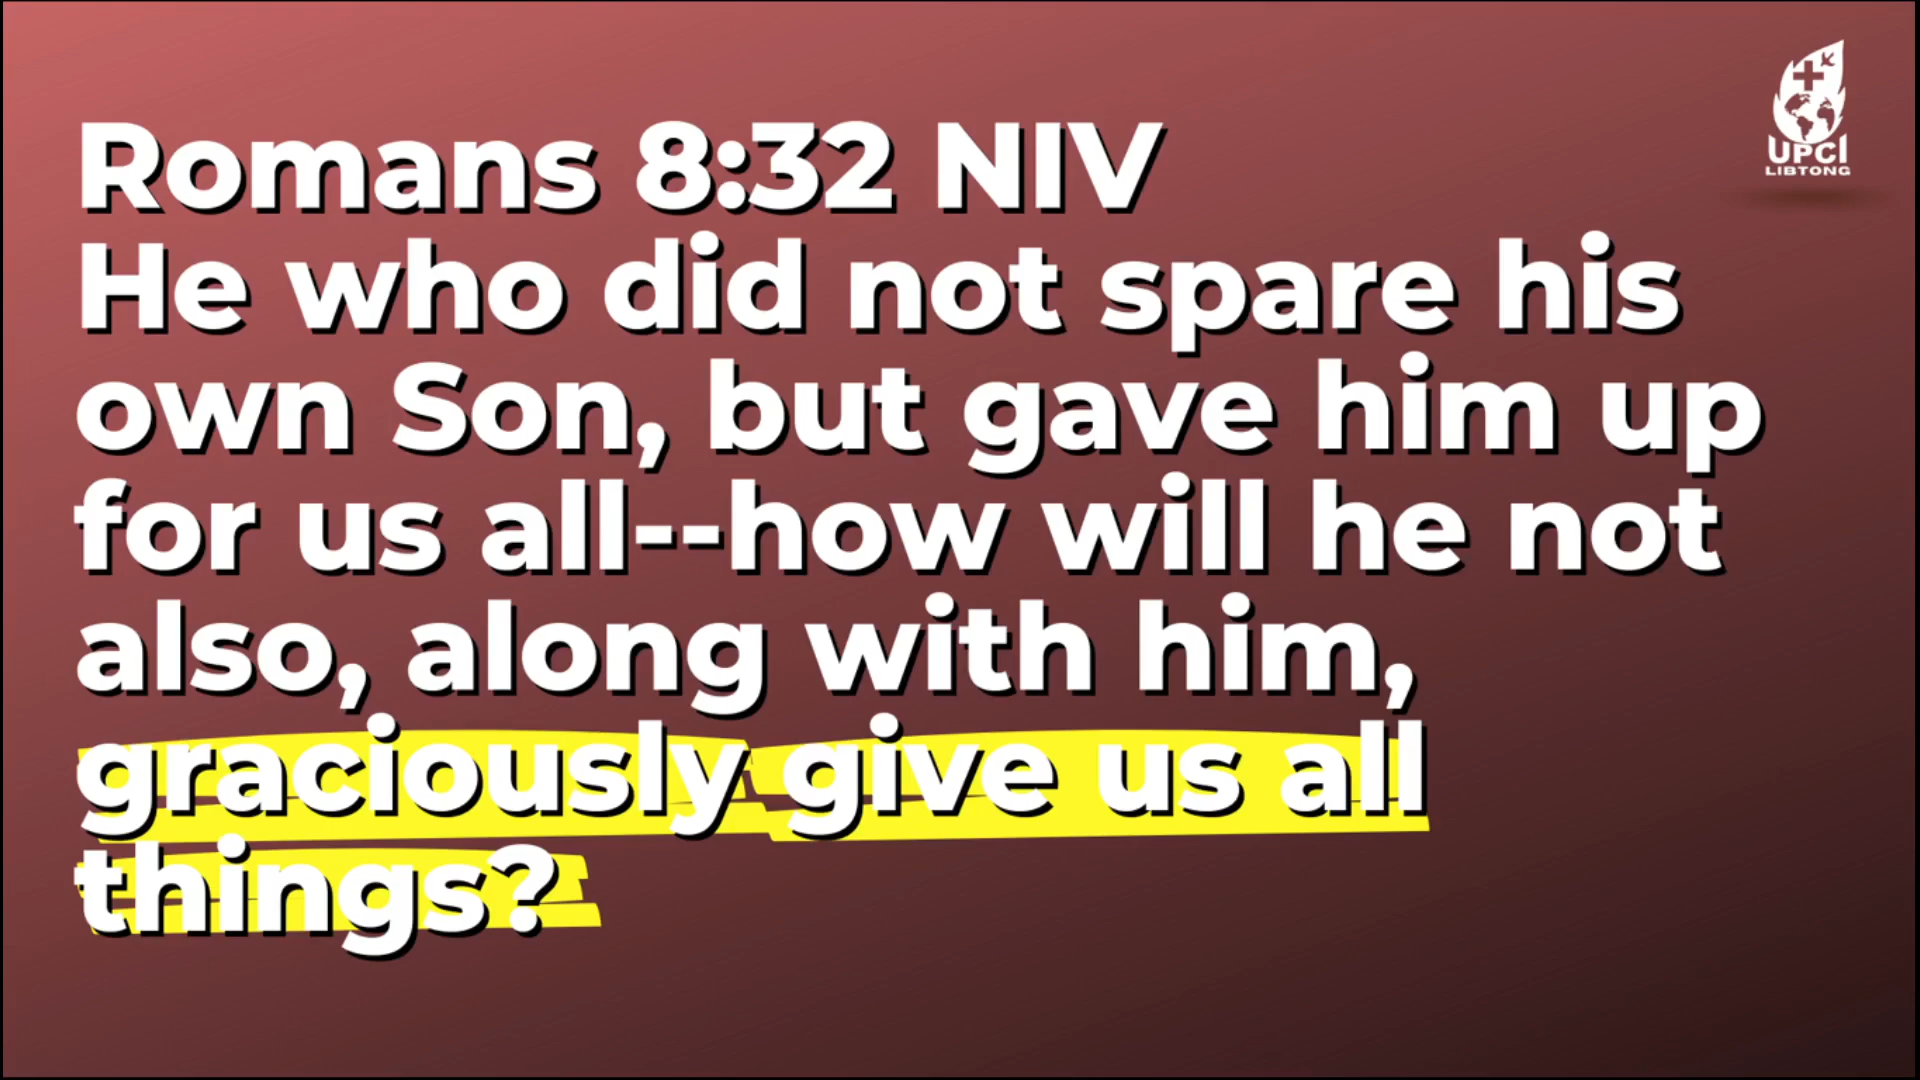 Romans 8:32 NIV
He who did not spare his
own Son, but gave him up
for us all--how will he not
also, along with him,
graciously give us all
things?
UPCI
LIBTONG